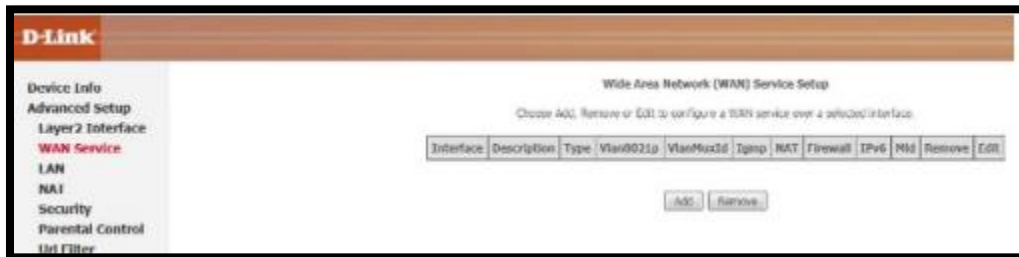 D-Link
Device Info
Advanced Setup
Layer2 Interface
WAN Service
LAN
NAT
Security
Parental Control
Url Filter
Wide Area Network (WAN) Service Setup
Choose Add, Remove or Edit to configure a WAN service over a selected interface.
Interface Description Type Vlan8021p VlanMuxId Igmp NAT Firewall IPv6 Mld Remove Edit
Add Remove